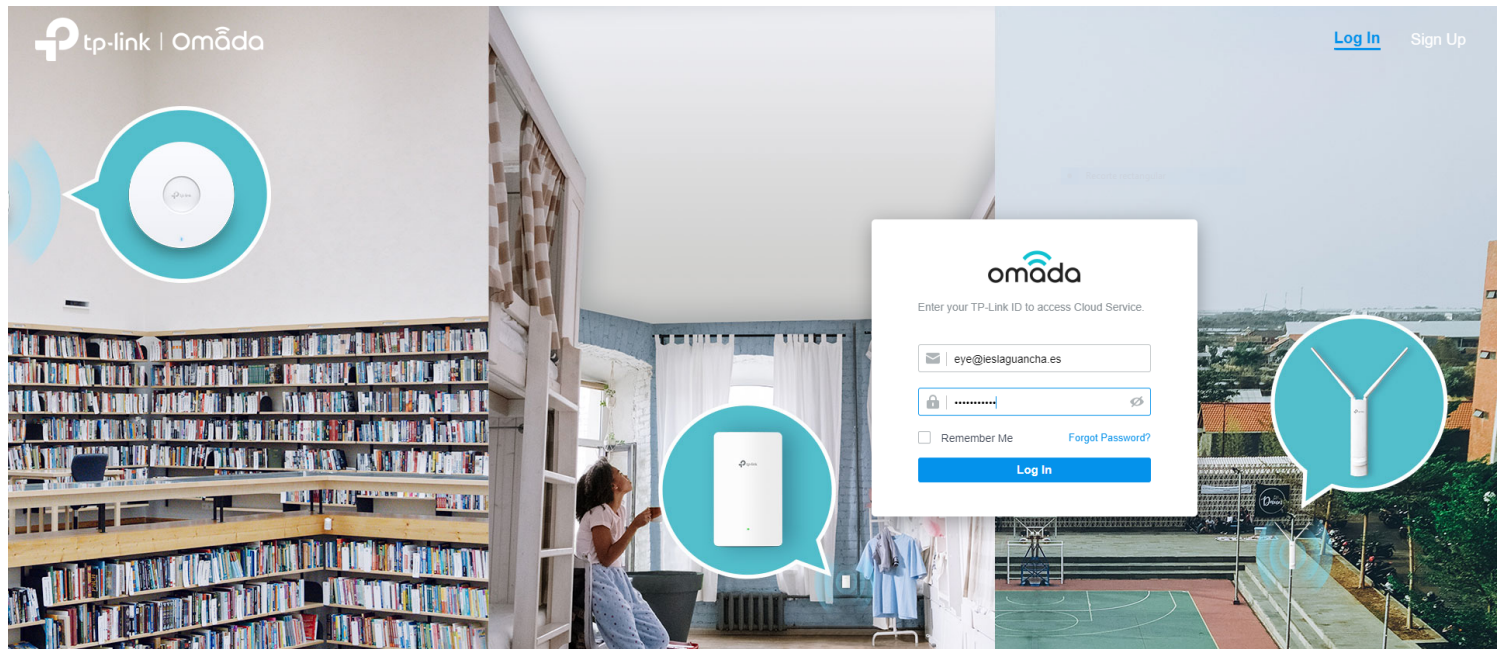 tp-link | Omada
Log In
Sign Up
omada
Enter your TP-Link ID to access Cloud Service.
eye@ieslaguancha.es
•••••••••••
Remember Me
Forgot Password?
Log In